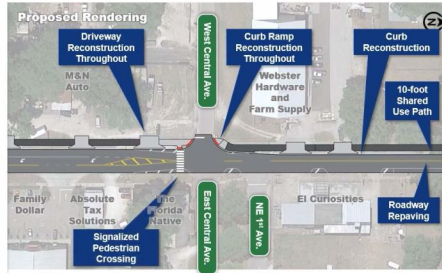 Proposed Rendering
N
Driveway
Reconstruction
Throughout
West Central Ave.
Curb Ramp
Reconstruction
Throughout
Curb
Reconstruction
M&N
Auto
Webster
Hardware
and
Farm Supply
10-foot
Shared
Use Path
Family
Dollar
Absolute
Tax
Solutions
The
Florida
Native
East Central Ave.
NE 1st Ave.
El Curiosities
Roadway
Repaving
Signalized
Pedestrian
Crossing